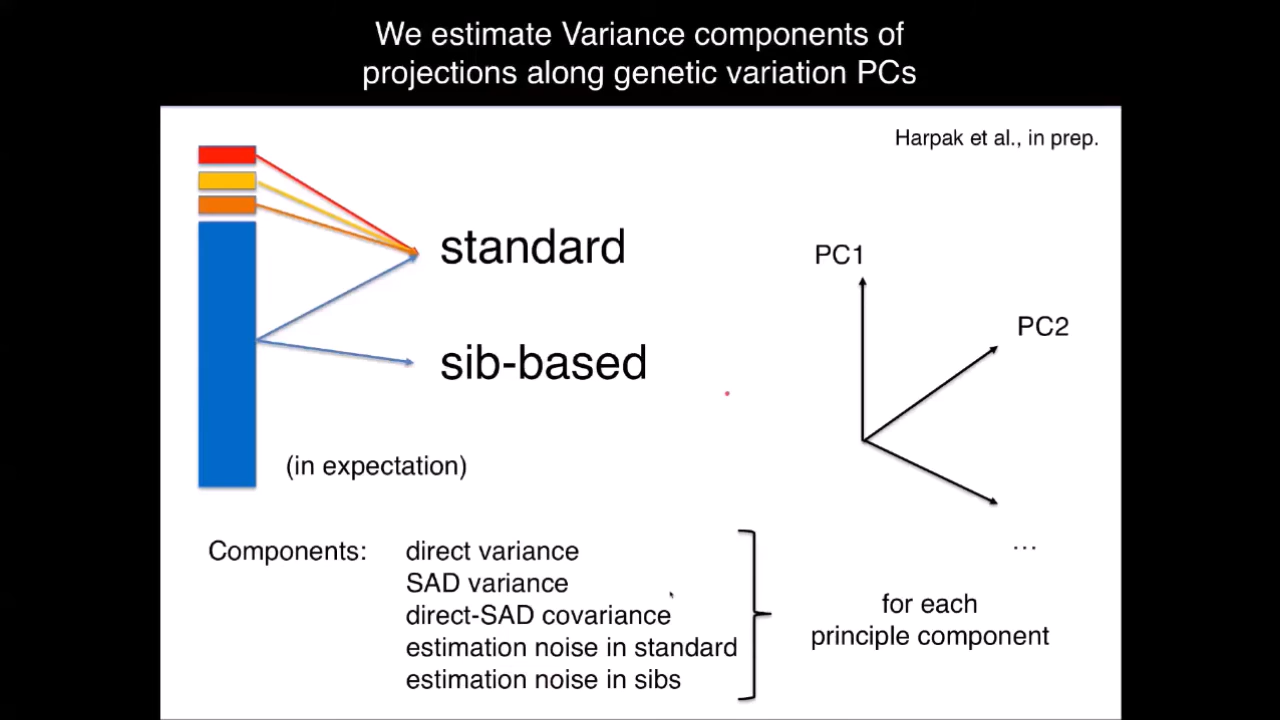 We estimate Variance components of
projections along genetic variation PCs
Harpak et al., in prep.
standard
sib-based
(in expectation)
PC1
PC2
...
Components:
direct variance
SAD variance
direct-SAD covariance
estimation noise in standard
estimation noise in sibs
for each
principle component